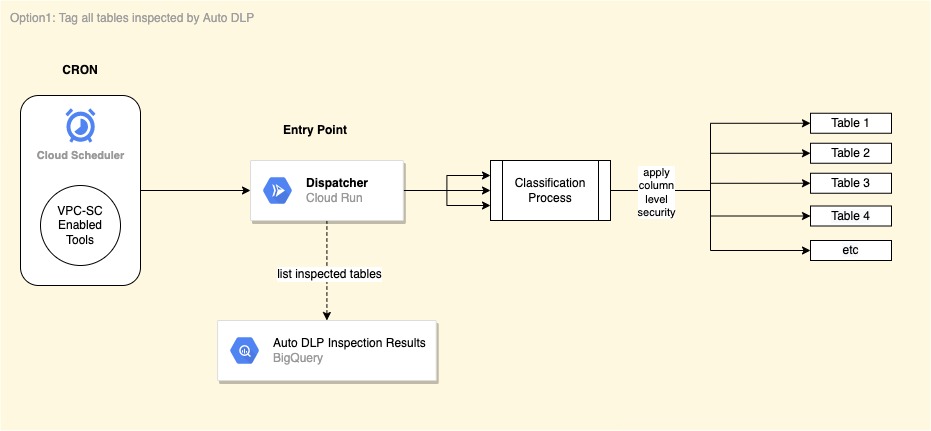 Option1: Tag all tables inspected by Auto DLP
CRON
Cloud Scheduler
VPC-SC
Enabled
Tools
Entry Point
Dispatcher
Cloud Run
list inspected tables
Auto DLP Inspection Results
BigQuery
Classification
Process
apply
column
level
security
Table 1
Table 2
Table 3
Table 4
etc